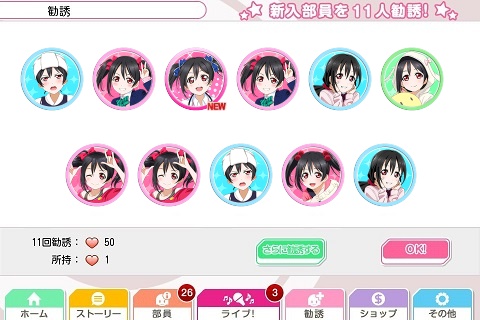 勧誘
新入部員を11人勧誘!
NEW
11回勧誘: 50
所持: 1
さらに勧誘する
OK!
26
3
ホーム
ストーリー
部員
ライブ!
勧誘
ショップ
その他